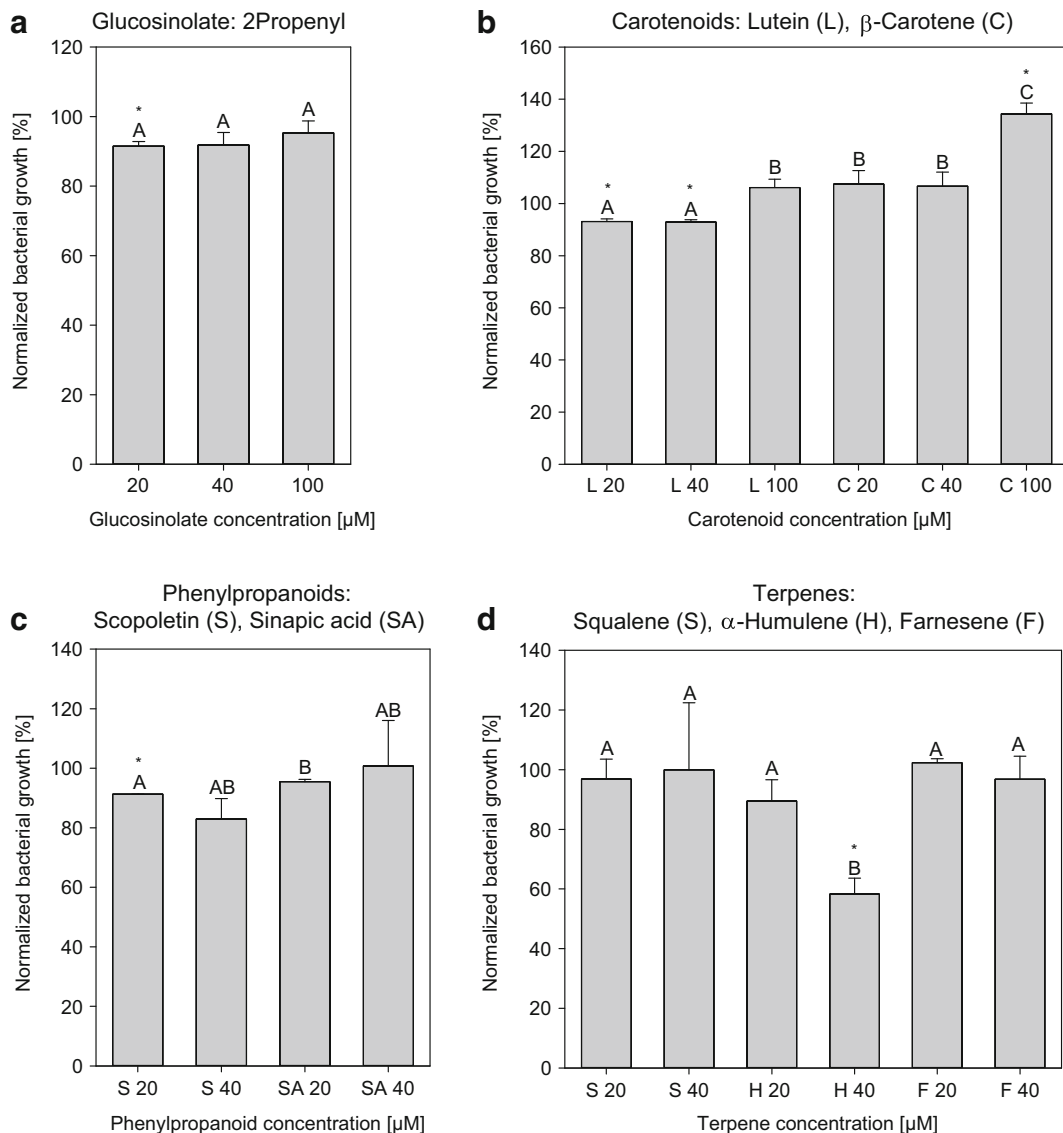 a
Glucosinolate: 2Propenyl
Normalized bacterial growth [%]
120
100
80
60
40
20
0
*
A
A
A
20 40 100
Glucosinolate concentration [µM]
b
Carotenoids: Lutein (L), β-Carotene (C)
Normalized bacterial growth [%]
160
140
120
100
80
60
40
20
0
*
A
*
A
B
B
B
*
C
L 20 L 40 L 100 C 20 C 40 C 100
Carotenoid concentration [µM]
c
Phenylpropanoids:
Scopoletin (S), Sinapic acid (SA)
Normalized bacterial growth [%]
140
120
100
80
60
40
20
0
*
A
AB
B
AB
S 20 S 40 SA 20 SA 40
Phenylpropanoid concentration [µM]
d
Terpenes:
Squalene (S), α-Humulene (H), Farnesene (F)
Normalized bacterial growth [%]
140
120
100
80
60
40
20
0
A
A
A
*
B
A
A
S 20 S 40 H 20 H 40 F 20 F 40
Terpene concentration [µM]